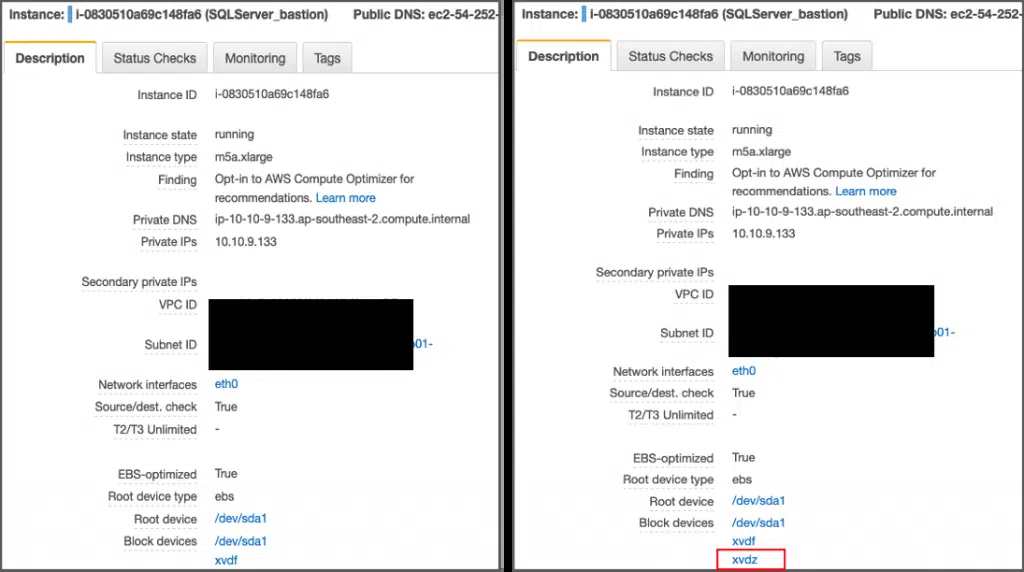 Instance: i-0830510a69c148fa6 (SQLServer_bastion) Public DNS: ec2-54-252-
Description Status Checks Monitoring Tags
Instance ID i-0830510a69c148fa6
Instance state running
Instance type m5a.xlarge
Finding Opt-in to AWS Compute Optimizer for
recommendations. Learn more
Private DNS ip-10-10-9-133.ap-southeast-2.compute.internal
Private IPs 10.10.9.133
Secondary private IPs
VPC ID
Subnet ID 01-
Network interfaces eth0
Source/dest. check True
T2/T3 Unlimited -
EBS-optimized True
Root device type ebs
Root device /dev/sda1
Block devices /dev/sda1
xvdf
Instance: i-0830510a69c148fa6 (SQLServer_bastion) Public DNS: ec2-54-252-
Description Status Checks Monitoring Tags
Instance ID i-0830510a69c148fa6
Instance state running
Instance type m5a.xlarge
Finding Opt-in to AWS Compute Optimizer for
recommendations. Learn more
Private DNS ip-10-10-9-133.ap-southeast-2.compute.internal
Private IPs 10.10.9.133
Secondary private IPs
VPC ID
Subnet ID 01-
Network interfaces eth0
Source/dest. check True
T2/T3 Unlimited -
EBS-optimized True
Root device type ebs
Root device /dev/sda1
Block devices /dev/sda1
xvdf
xvdz